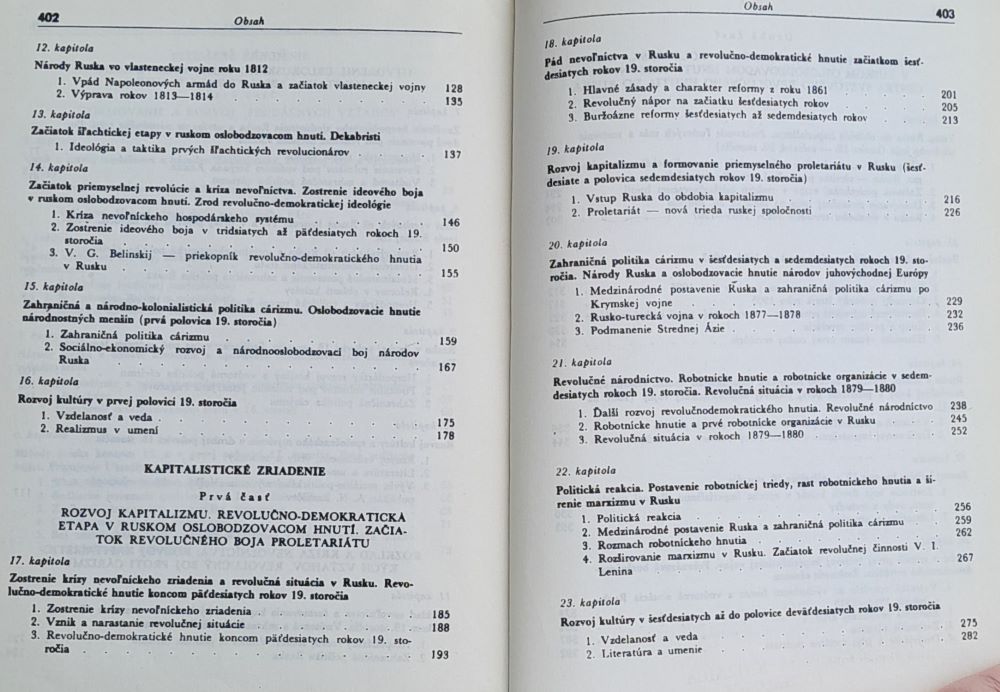 402
Obsah
12. kapitola
Národy Ruska vo vlasteneckej vojne roku 1812
1. Vpád Napoleonových armád do Ruska a začiatok vlasteneckej vojny 128
2. Výprava rokov 1813—1814 . . . . . . . . . . 135
13. kapitola
Začiatok šľachtickej etapy v ruskom oslobodzovacom hnutí. Dekabristi
1. Ideológia a taktika prvých šľachtických revolucionárov . . . . 137
14. kapitola
Začiatok priemyselnej revolúcie a kríza nevoľníctva. Zostrenie ideového boja
v ruskom oslobodzovacom hnutí. Zrod revolučno-demokratickej ideológie
1. Kríza nevoľníckeho hospodárskeho systému . . . . . . 146
2. Zostrenie ideového boja v tridsiatych až päťdesiatych rokoch 19.
storočia . . . . . . . . . . 150
3. V. G. Belinskij — priekopník revolučno-demokratického hnutia
v Rusku . . . . . . . . . . 155
15. kapitola
Zahraničná a národno-kolonialistická politika cárizmu. Oslobodzovacie hnutie
národnostných menšín (prvá polovica 19. storočia)
1. Zahraničná politika cárizmu . . . . . . . . 159
2. Sociálno-ekonomický rozvoj a národnooslobodzovací boj národov
Ruska . . . . . . . . . . 167
16. kapitola
Rozvoj kultúry v prvej polovici 19. storočia
1. Vzdelanosť a veda . . . . . . . . . . 175
2. Realizmus v umení . . . . . . . . . . 178
KAPITALISTICKÉ ZRIADENIE
Prvá časť
ROZVOJ KAPITALIZMU. REVOLUČNO-DEMOKRATICKÁ
ETAPA V RUSKOM OSLOBODZOVACOM HNUTÍ. ZAČIA-
TOK REVOLUČNÉHO BOJA PROLETARIÁTU
17. kapitola
Zostrenie krízy nevoľníckeho zriadenia a revolučná situácia v Rusku. Revo-
lučno-demokratické hnutie koncom päťdesiatych rokov 19. storočia
1. Zostrenie krízy nevoľníckeho zriadenia . . . . . . . 185
2. Vznik a narastanie revolučnej situácie . . . . . . . 188
3. Revolučno-demokratické hnutie koncom päťdesiatych rokov 19. sto-
ročia . . . . . . . . . . 193
Obsah
403
18. kapitola
Pád nevoľníctva v Rusku a revolučno-demokratické hnutie začiatkom šesť-
desiatych rokov 19. storočia
1. Hlavné zásady a charakter reformy z roku 1861 . . . . . 201
2. Revolučný nápor na začiatku šesťdesiatych rokov . . . . . 205
3. Buržoázne reformy šesťdesiatych až sedemdesiatych rokov . . . 213
19. kapitola
Rozvoj kapitalizmu a formovanie priemyselného proletariátu v Rusku (šesť-
desiate a polovica sedemdesiatych rokov 19. storočia)
1. Vstup Ruska do obdobia kapitalizmu . . . . . . 216
2. Proletariát — nová trieda ruskej spoločnosti . . . . . . 226
20. kapitola
Zahraničná politika cárizmu v šesťdesiatych a sedemdesiatych rokoch 19. sto-
ročia. Národy Ruska a oslobodzovacie hnutie národov juhovýchodnej Európy
1. Medzinárodné postavenie Ruska a zahraničná politika cárizmu po
Krymskej vojne . . . . . . . . . 229
2. Rusko-turecká vojna v rokoch 1877—1878 . . . . . . 232
3. Podmanenie Strednej Ázie . . . . . . . . 236
21. kapitola
Revolučné národníctvo. Robotnícke hnutie a robotnícke organizácie v sedem-
desiatych rokoch 19. storočia. Revolučná situácia v rokoch 1879—1880
1. Ďalší rozvoj revolučnodemokratického hnutia. Revolučné národníctvo 238
2. Robotnícke hnutie a prvé robotnícke organizácie v Rusku . . . 245
3. Revolučná situácia v rokoch 1879—1880 . . . . . . 252
22. kapitola
Politická reakcia. Postavenie robotníckej triedy, rast robotníckeho hnutia a ší-
renie marxizmu v Rusku
1. Politická reakcia . . . . . . . . . . 256
2. Medzinárodné postavenie Ruska a zahraničná politika cárizmu . . 259
3. Rozmach robotníckeho hnutia . . . . . . . 262
4. Rozširovanie marxizmu v Rusku. Začiatok revolučnej činnosti V. I.
Lenina . . . . . . . . . . 267
23. kapitola
Rozvoj kultúry v šesťdesiatych až do polovice deväťdesiatych rokov 19. storočia
1. Vzdelanosť a veda . . . . . . . . . . 275
2. Literatúra a umenie . . . . . . . . . . 282